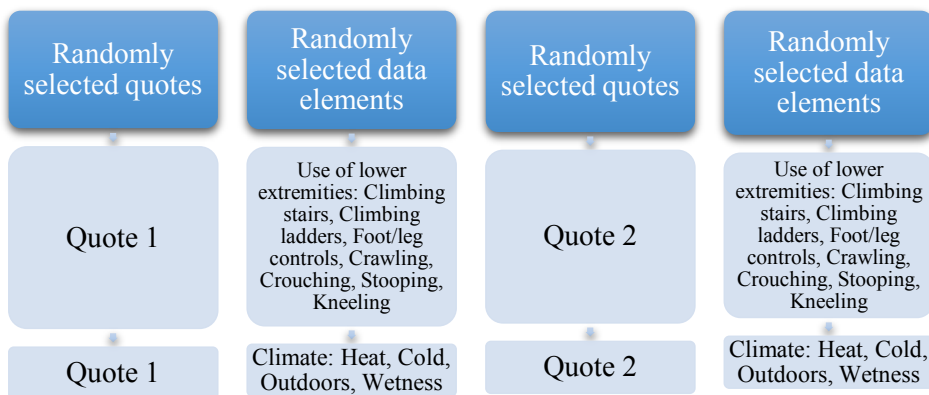 Randomly
selected quotes
Randomly
selected data
elements
Randomly
selected quotes
Randomly
selected data
elements
Quote 1
Use of lower
extremities: Climbing
stairs, Climbing
ladders, Foot/leg
controls, Crawling,
Crouching, Stooping,
Kneeling
Quote 2
Use of lower
extremities: Climbing
stairs, Climbing
ladders, Foot/leg
controls, Crawling,
Crouching, Stooping,
Kneeling
Quote 1
Climate: Heat, Cold,
Outdoors, Wetness
Quote 2
Climate: Heat, Cold,
Outdoors, Wetness